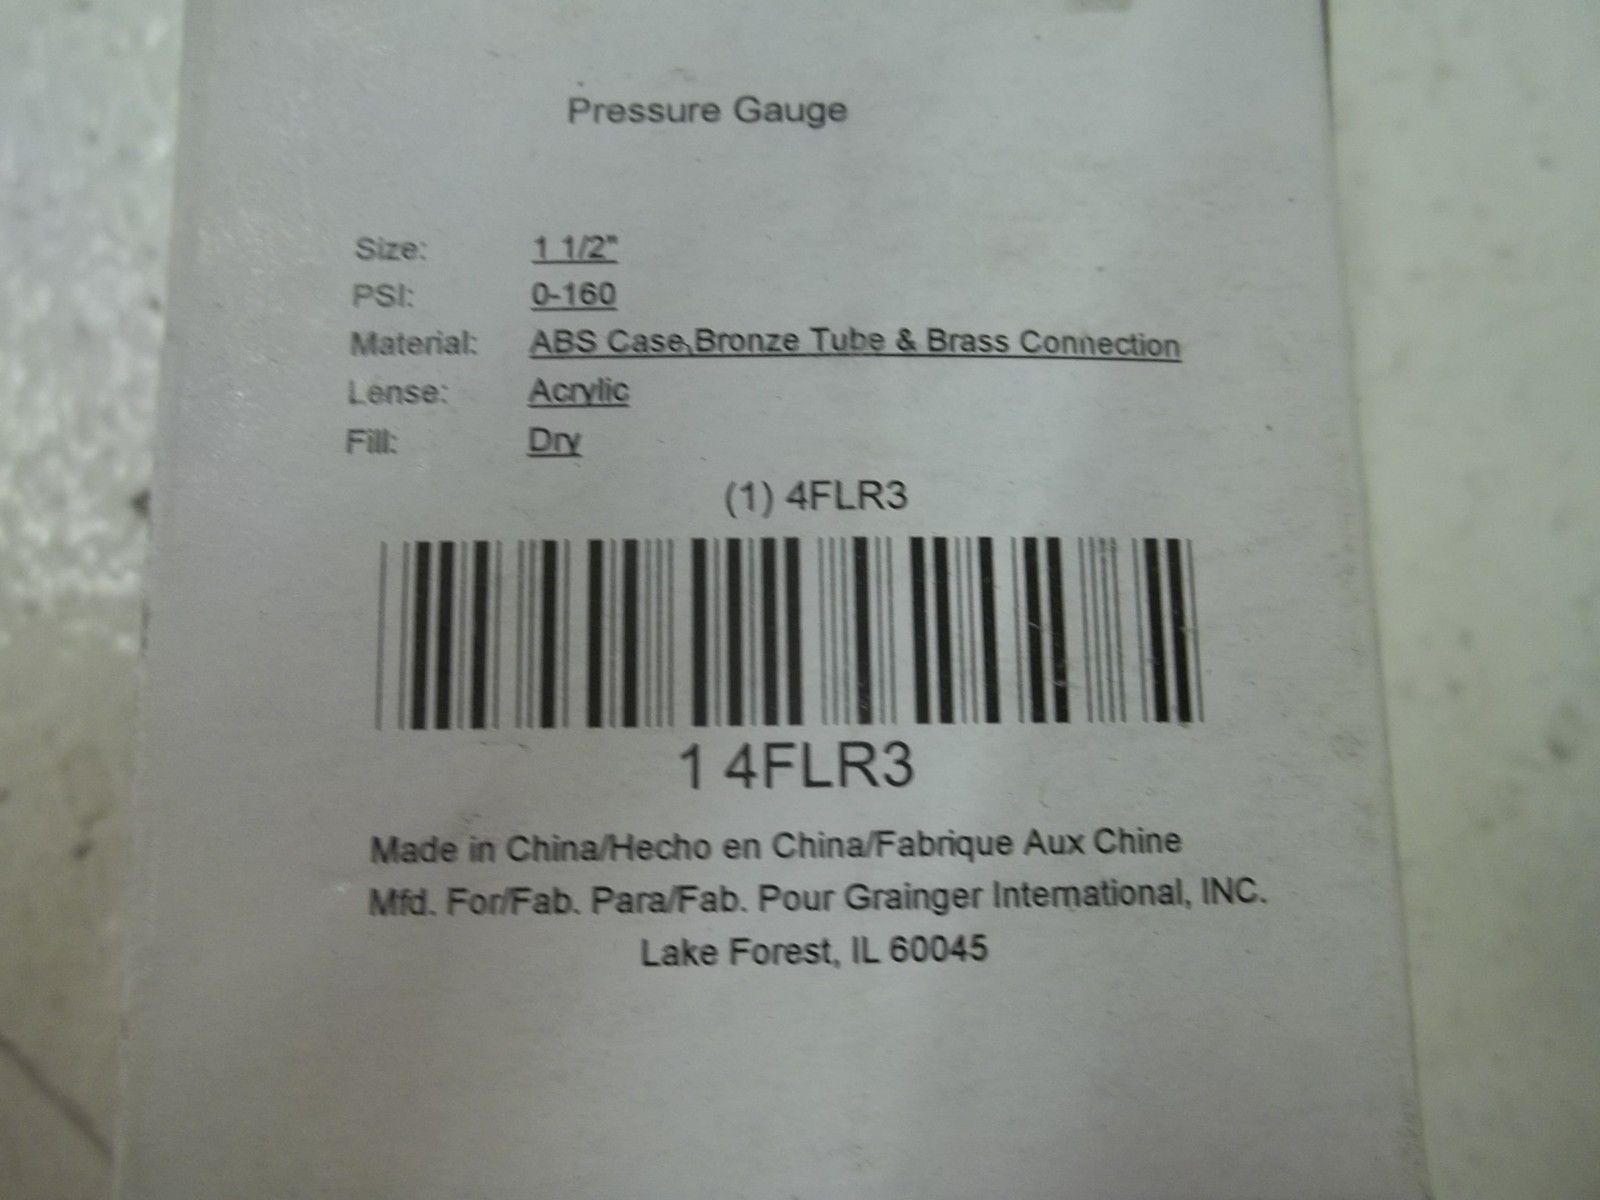 Pressure Gauge
Size: 1 1/2"
PSI: 0-160
Material: ABS Case,Bronze Tube & Brass Connection
Lense: Acrylic
Fill: Dry
(1) 4FLR3
1 4FLR3
Made in China/Hecho en China/Fabrique Aux Chine
Mfd. For/Fab. Para/Fab. Pour Grainger International, INC.
Lake Forest, IL 60045